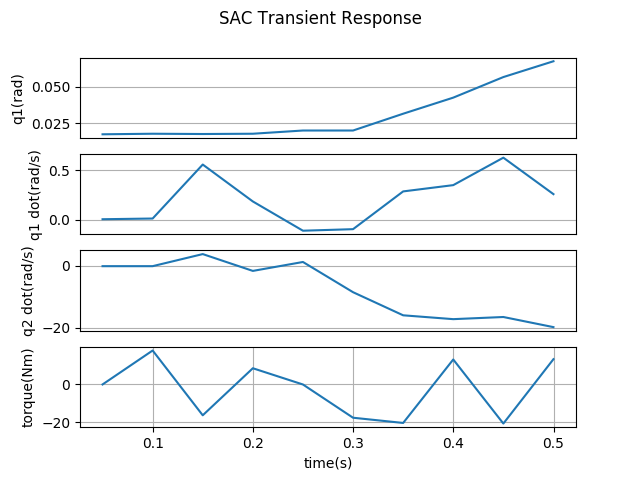 SAC Transient Response
q1(rad)
0.050
0.025
q1 dot(rad/s)
0.5
0.0
q2 dot(rad/s)
0
−20
torque(Nm)
0
−20
0.1 0.2 0.3 0.4 0.5
time(s)